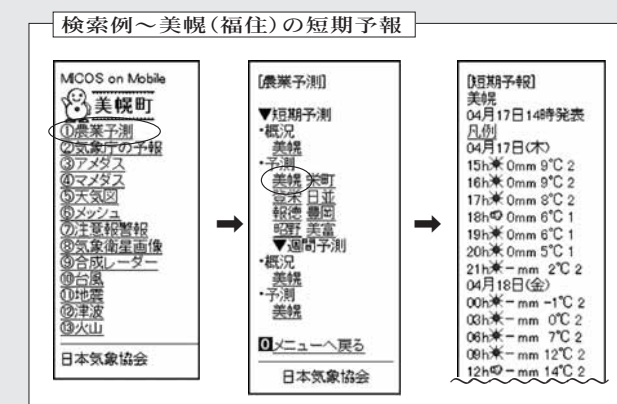 検索例～美幌(福住)の短期予報
MICOS on Mobile
美幌町
①農業予測
②気象庁の予報
③アメダス
④マメダス
⑤天気図
⑥メッシュ
⑦注意報警報
⑧気象衛星画像
⑨合成レーダー
⑩台風
⑪地震
⑫津波
⑬火山
日本気象協会
[農業予測]
▼短期予測
・概況
美幌
・予測
美幌 栄町
登栄 日並
報徳 豊岡
昭野 美富
▼週間予測
・概況
美幌
・予測
美幌
0メニューへ戻る
日本気象協会
[短期予報]
美幌
04月17日14時発表
凡例
04月17日(木)
15h☀0mm 9℃ 2
16h☀0mm 9℃ 2
17h☀0mm 8℃ 2
18h☁0mm 6℃ 1
19h☀0mm 6℃ 1
20h☀0mm 5℃ 1
21h☀－mm 2℃ 2
04月18日(金)
00h☀－mm -1℃ 2
03h☀－mm 0℃ 2
06h☀－mm 7℃ 2
09h☀－mm 12℃ 2
12h☁－mm 14℃ 2